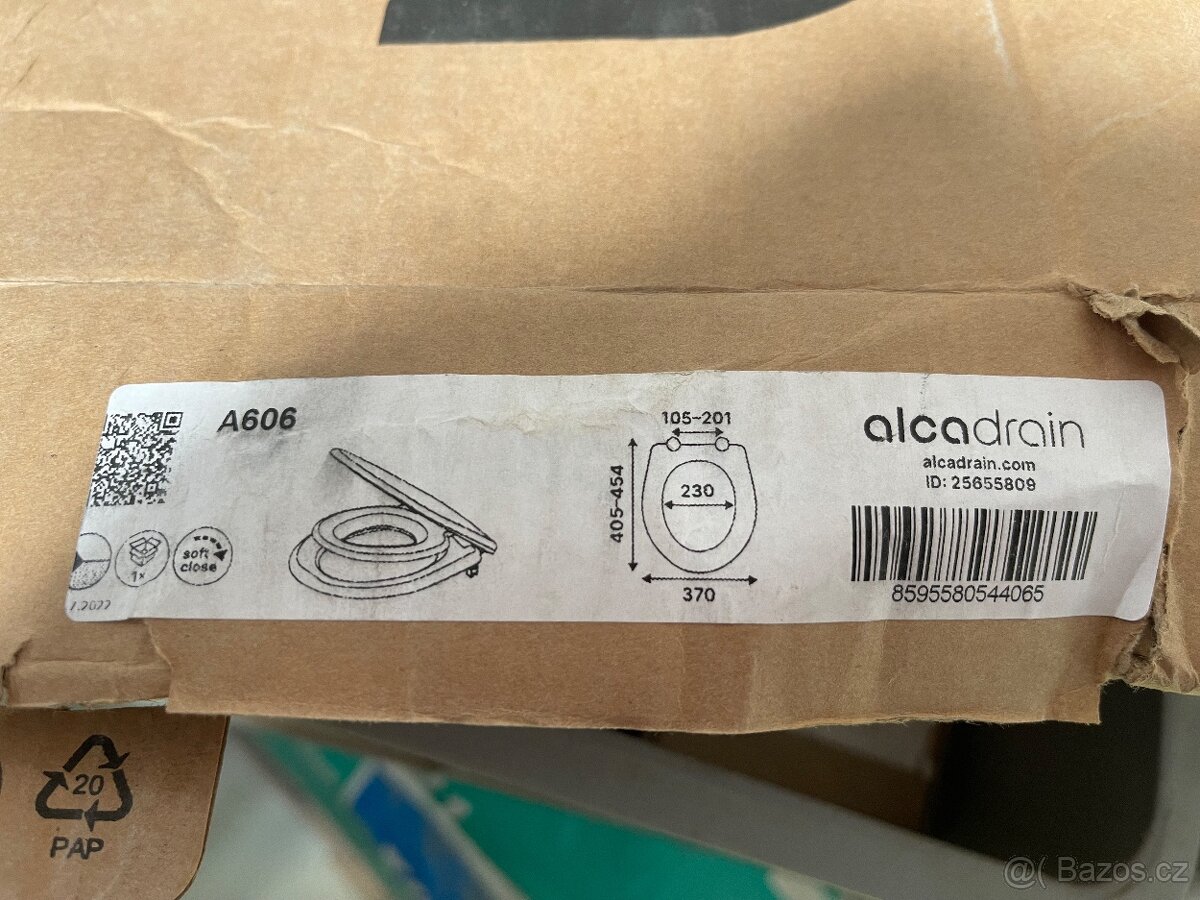 A606
soft
close
1x
7.2022
105-201
405-454
230
370
alcadrain
alcadrain.com
ID: 25655809
8595580544065
20
PAP
@( Bazos.cz